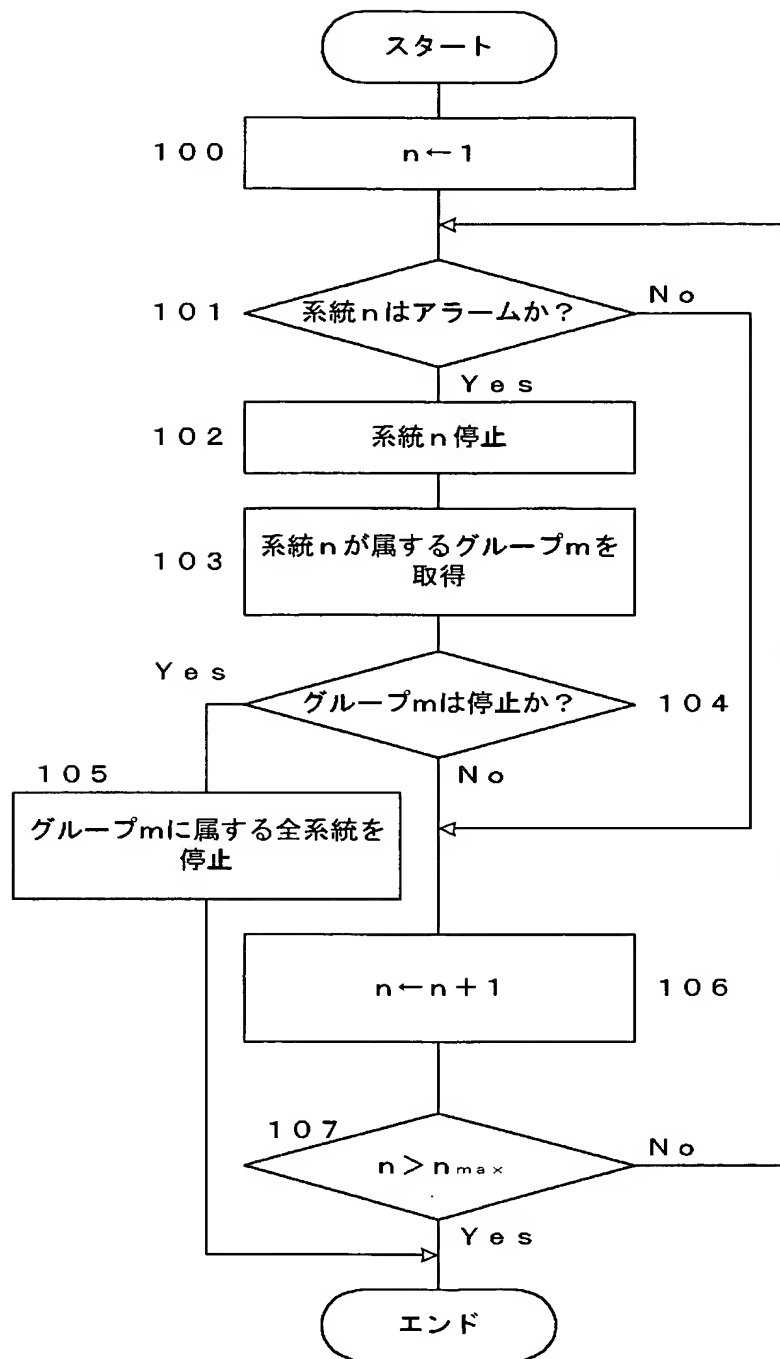 スタート
100
n←1
101
系統nはアラームか?
No
Yes
102
系統n停止
103
系統nが属するグループmを
取得
Yes
グループmは停止か?
104
No
105
グループmに属する全系統を
停止
n←n+1
106
107
n>nmax
No
Yes
エンド